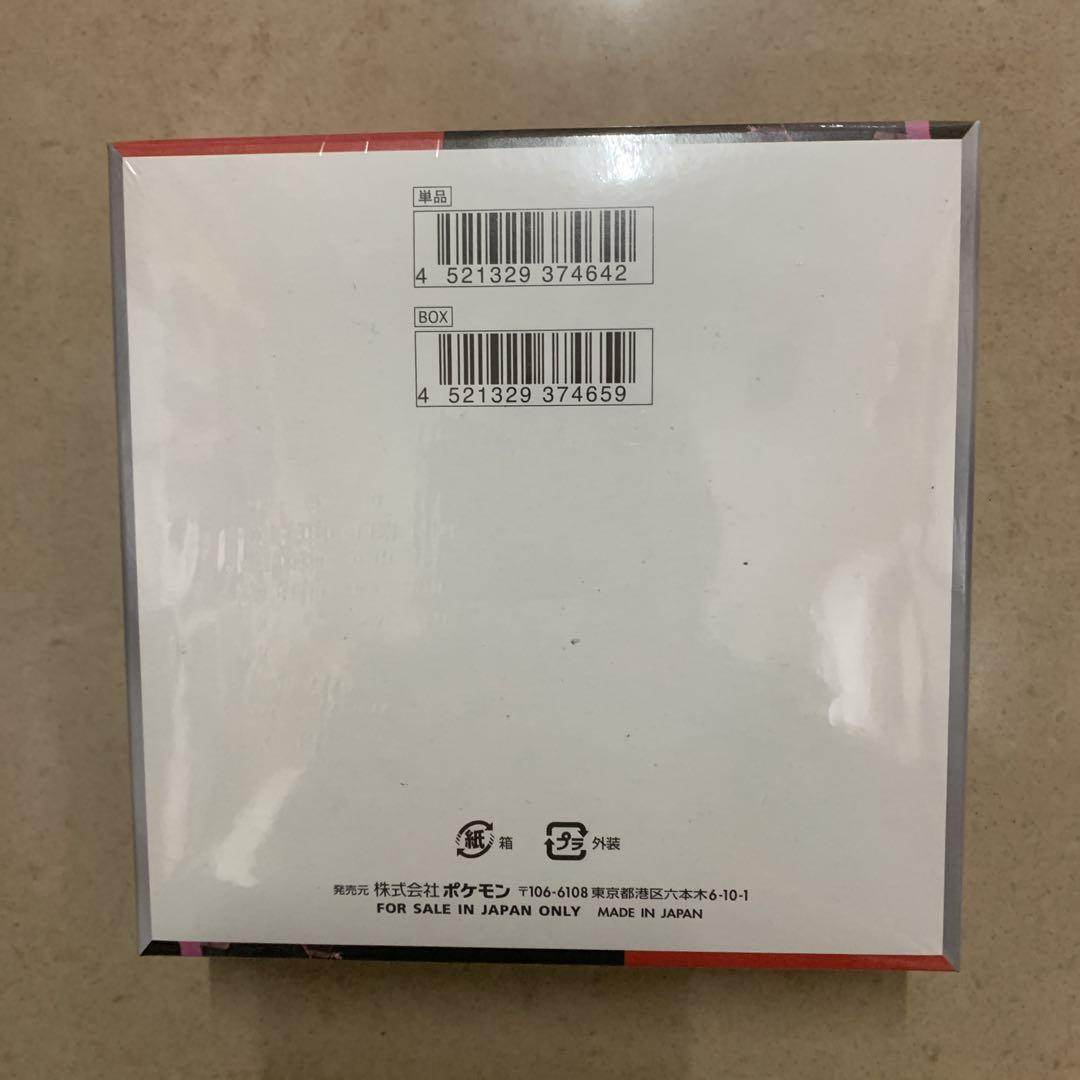 単品
4 521329 374642
BOX
4 521329 374659
紙 箱 プラ 外装
発売元 株式会社 ポケモン 〒106-6108 東京都港区六本木6-10-1
FOR SALE IN JAPAN ONLY MADE IN JAPAN